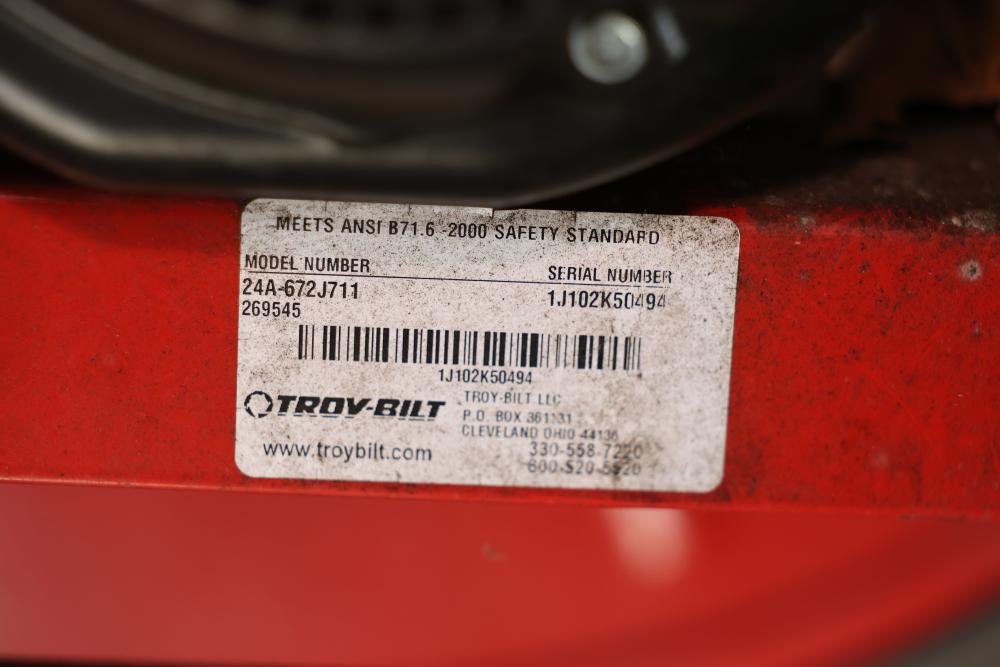 MEETS ANSI B71.6 -2000 SAFETY STANDARD
MODEL NUMBER
SERIAL NUMBER
24A-672J711
1J102K50494
269545
1J102K50494
TROY-BILT
TROY-BILT LLC
P.O. BOX 361131
CLEVELAND OHIO 44136
www.troybilt.com
330-558-7220
800-520-5520